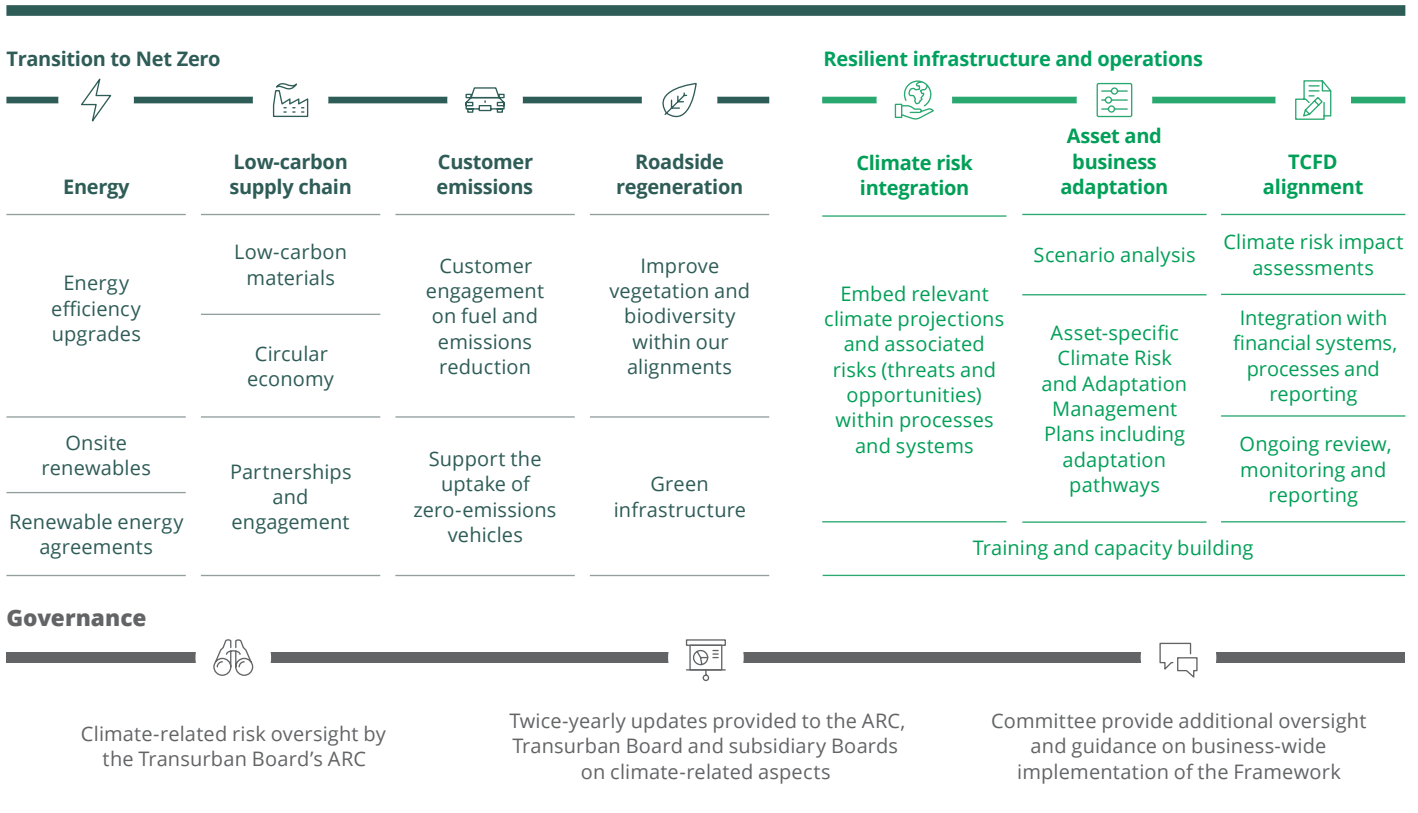 Transition to Net Zero
Energy
Energy
efficiency
upgrades
Onsite
renewables
Renewable energy
agreements
Low-carbon
supply chain
Low-carbon
materials
Circular
economy
Partnerships
and
engagement
Customer
emissions
Customer
engagement
on fuel and
emissions
reduction
Support the
uptake of
zero-emissions
vehicles
Roadside
regeneration
Improve
vegetation and
biodiversity
within our
alignments
Green
infrastructure
Resilient infrastructure and operations
Climate risk
integration
Embed relevant
climate projections
and associated
risks (threats and
opportunities)
within processes
and systems
Asset and
business
adaptation
Scenario analysis
Asset-specific
Climate Risk
and Adaptation
Management
Plans including
adaptation
pathways
TCFD
alignment
Climate risk impact
assessments
Integration with
financial systems,
processes and
reporting
Ongoing review,
monitoring and
reporting
Training and capacity building
Governance
Climate-related risk oversight by
the Transurban Board's ARC
Twice-yearly updates provided to the ARC,
Transurban Board and subsidiary Boards
on climate-related aspects
Committee provide additional oversight
and guidance on business-wide
implementation of the Framework